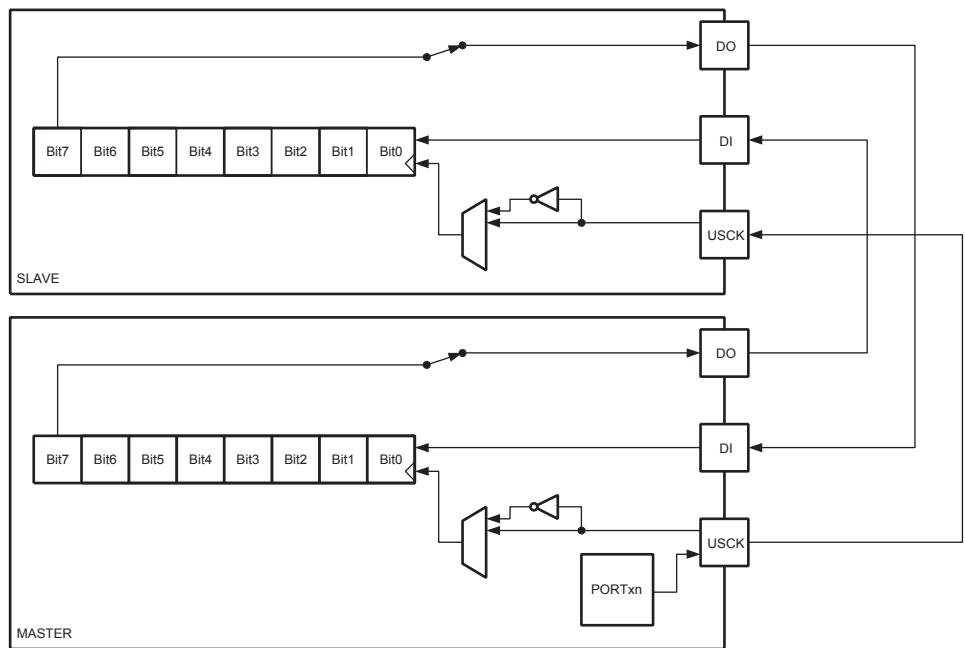 DO
Bit7 Bit6 Bit5 Bit4 Bit3 Bit2 Bit1 Bit0
DI
USCK
SLAVE
DO
Bit7 Bit6 Bit5 Bit4 Bit3 Bit2 Bit1 Bit0
DI
USCK
PORTxn
MASTER